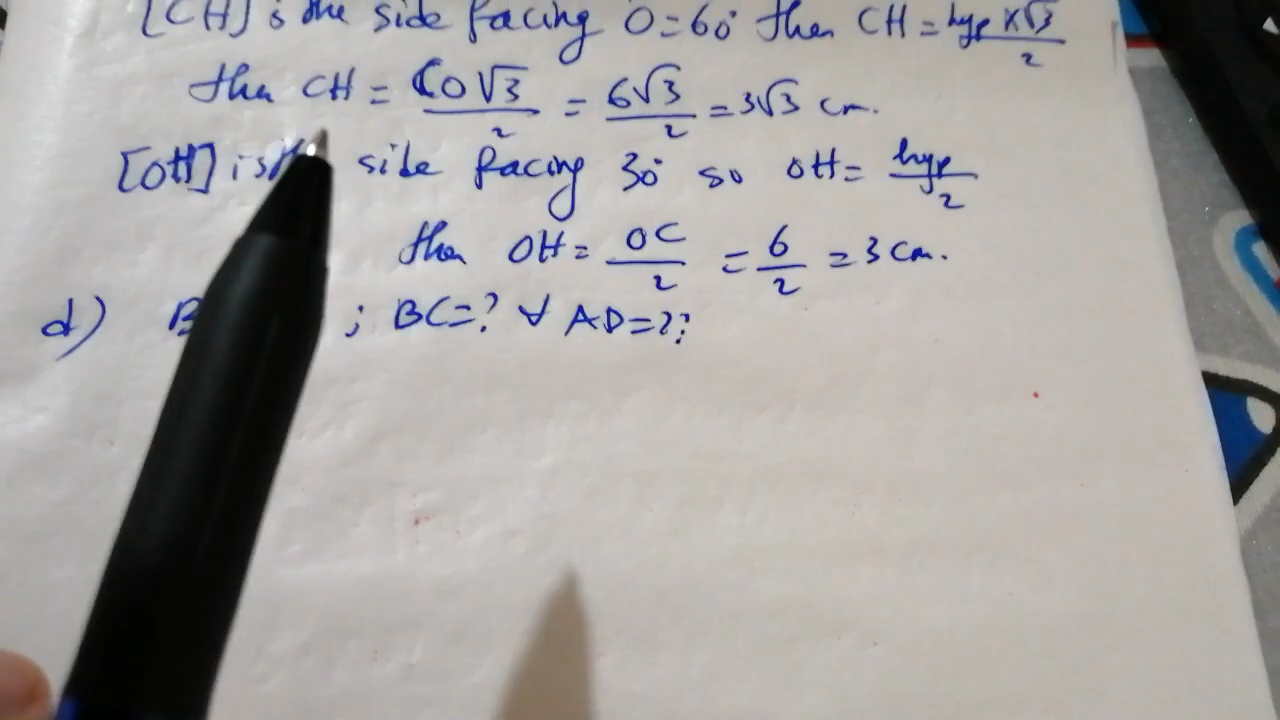 [CH] is the side facing O=60° then CH = hyp×√3/2
then CH = CO√3/2 = 6√3/2 = 3√3 cm.
[OH] is the side facing 30° so OH= hyp/2
then OH = OC/2 = 6/2 = 3 cm.
d) B ; BC=? ∀ AD=??